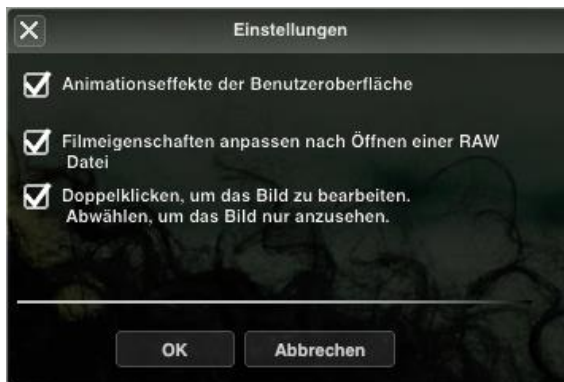 Einstellungen
Animationseffekte der Benutzeroberfläche
Filmeigenschaften anpassen nach Öffnen einer RAW
Datei
Doppelklicken, um das Bild zu bearbeiten.
Abwählen, um das Bild nur anzusehen.
OK
Abbrechen